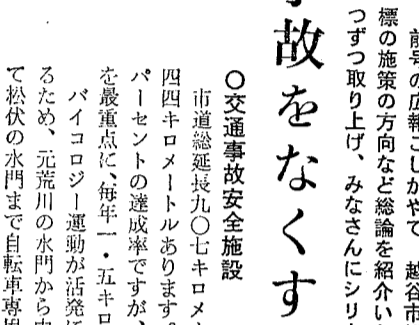 前号の広報こしがやで 越谷市
標の施策の方向など総論を紹介い
つずつ取り上げ、みなさんにシリ
故をなくす
〇交通事故安全施設
市道総延長九〇七キロメ
四四キロメートルあります。
パーセントの達成率ですが、
を最重点に、毎年一・五キロ
バイコロジー運動が活発に
るため、元荒川の水門から中
て松伏の水門まで自転車専